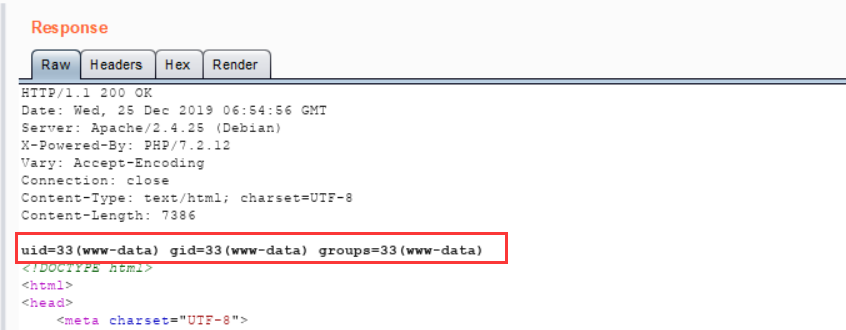 Response
Raw Headers Hex Render
HTTP/1.1 200 OK
Date: Wed, 25 Dec 2019 06:54:56 GMT
Server: Apache/2.4.25 (Debian)
X-Powered-By: PHP/7.2.12
Vary: Accept-Encoding
Connection: close
Content-Type: text/html; charset=UTF-8
Content-Length: 7386
uid=33(www-data) gid=33(www-data) groups=33(www-data)
<!DOCTYPE html>
<html>
<head>
<meta charset="UTF-8">